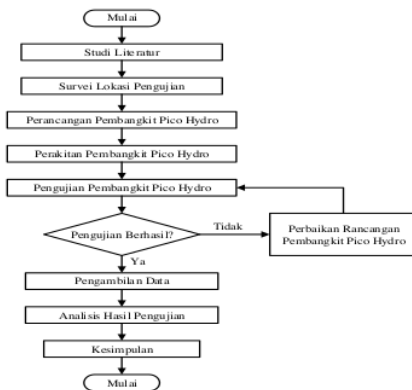 Mulai
Studi Literatur
Survei Lokasi Pengujian
Perancangan Pembangkit Pico Hydro
Perakitan Pembangkit Pico Hydro
Pengujian Pembangkit Pico Hydro
Pengujian Berhasil?
Tidak
Perbaikan Rancangan
Pembangkit Pico Hydro
Ya
Pengambilan Data
Analisis Hasil Pengujian
Kesimpulan
Mulai